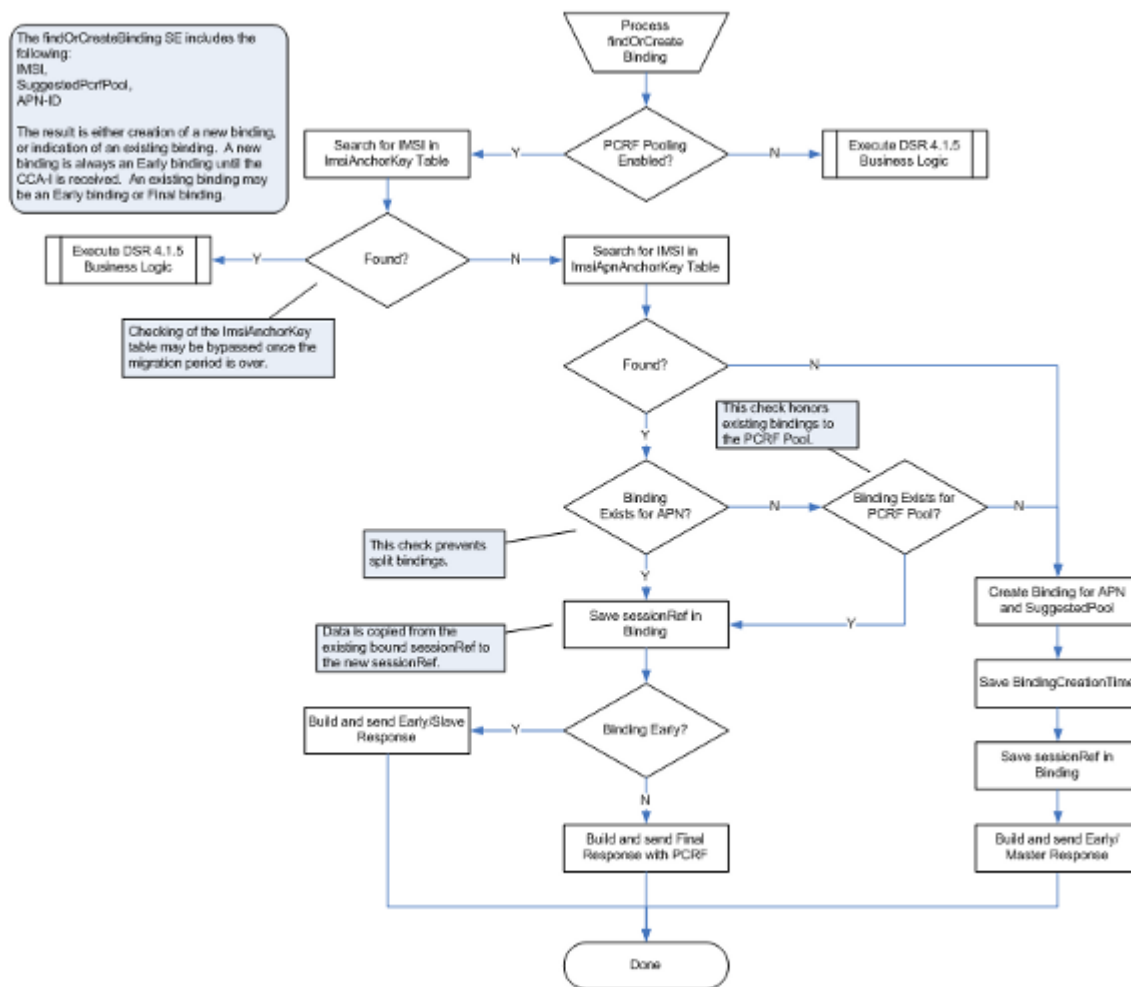 The findOrCreateBinding SE includes the
following:
IMSI,
SuggestedPcrfPool,
APN-ID
The result is either creation of a new binding,
or indication of an existing binding. A new
binding is always an Early binding until the
CCA-I is received. An existing binding may
be an Early binding or Final binding.
Process
findOrCreate
Binding
Search for IMSI in
ImsiAnchorKey Table
Y
PCRF Pooling
Enabled?
N
Execute DSR 4.1.5
Business Logic
Execute DSR 4.1.5
Business Logic
Y
Found?
N
Search for IMSI in
ImsiApnAnchorKey Table
Checking of the ImsiAnchorKey
table may be bypassed once the
migration period is over.
Found?
N
Y
This check honors
existing bindings to
the PCRF Pool.
Binding
Exists for APN?
N
Binding Exists for
PCRF Pool?
N
This check prevents
split bindings.
Y
Y
Save sessionRef in
Binding
Create Binding for APN
and SuggestedPool
Data is copied from the
existing bound sessionRef to
the new sessionRef.
Save BindingCreationTime
Build and send Early/Slave
Response
Y
Binding Early?
N
Save sessionRef in
Binding
Build and send Final
Response with PCRF
Build and send Early/
Master Response
Done